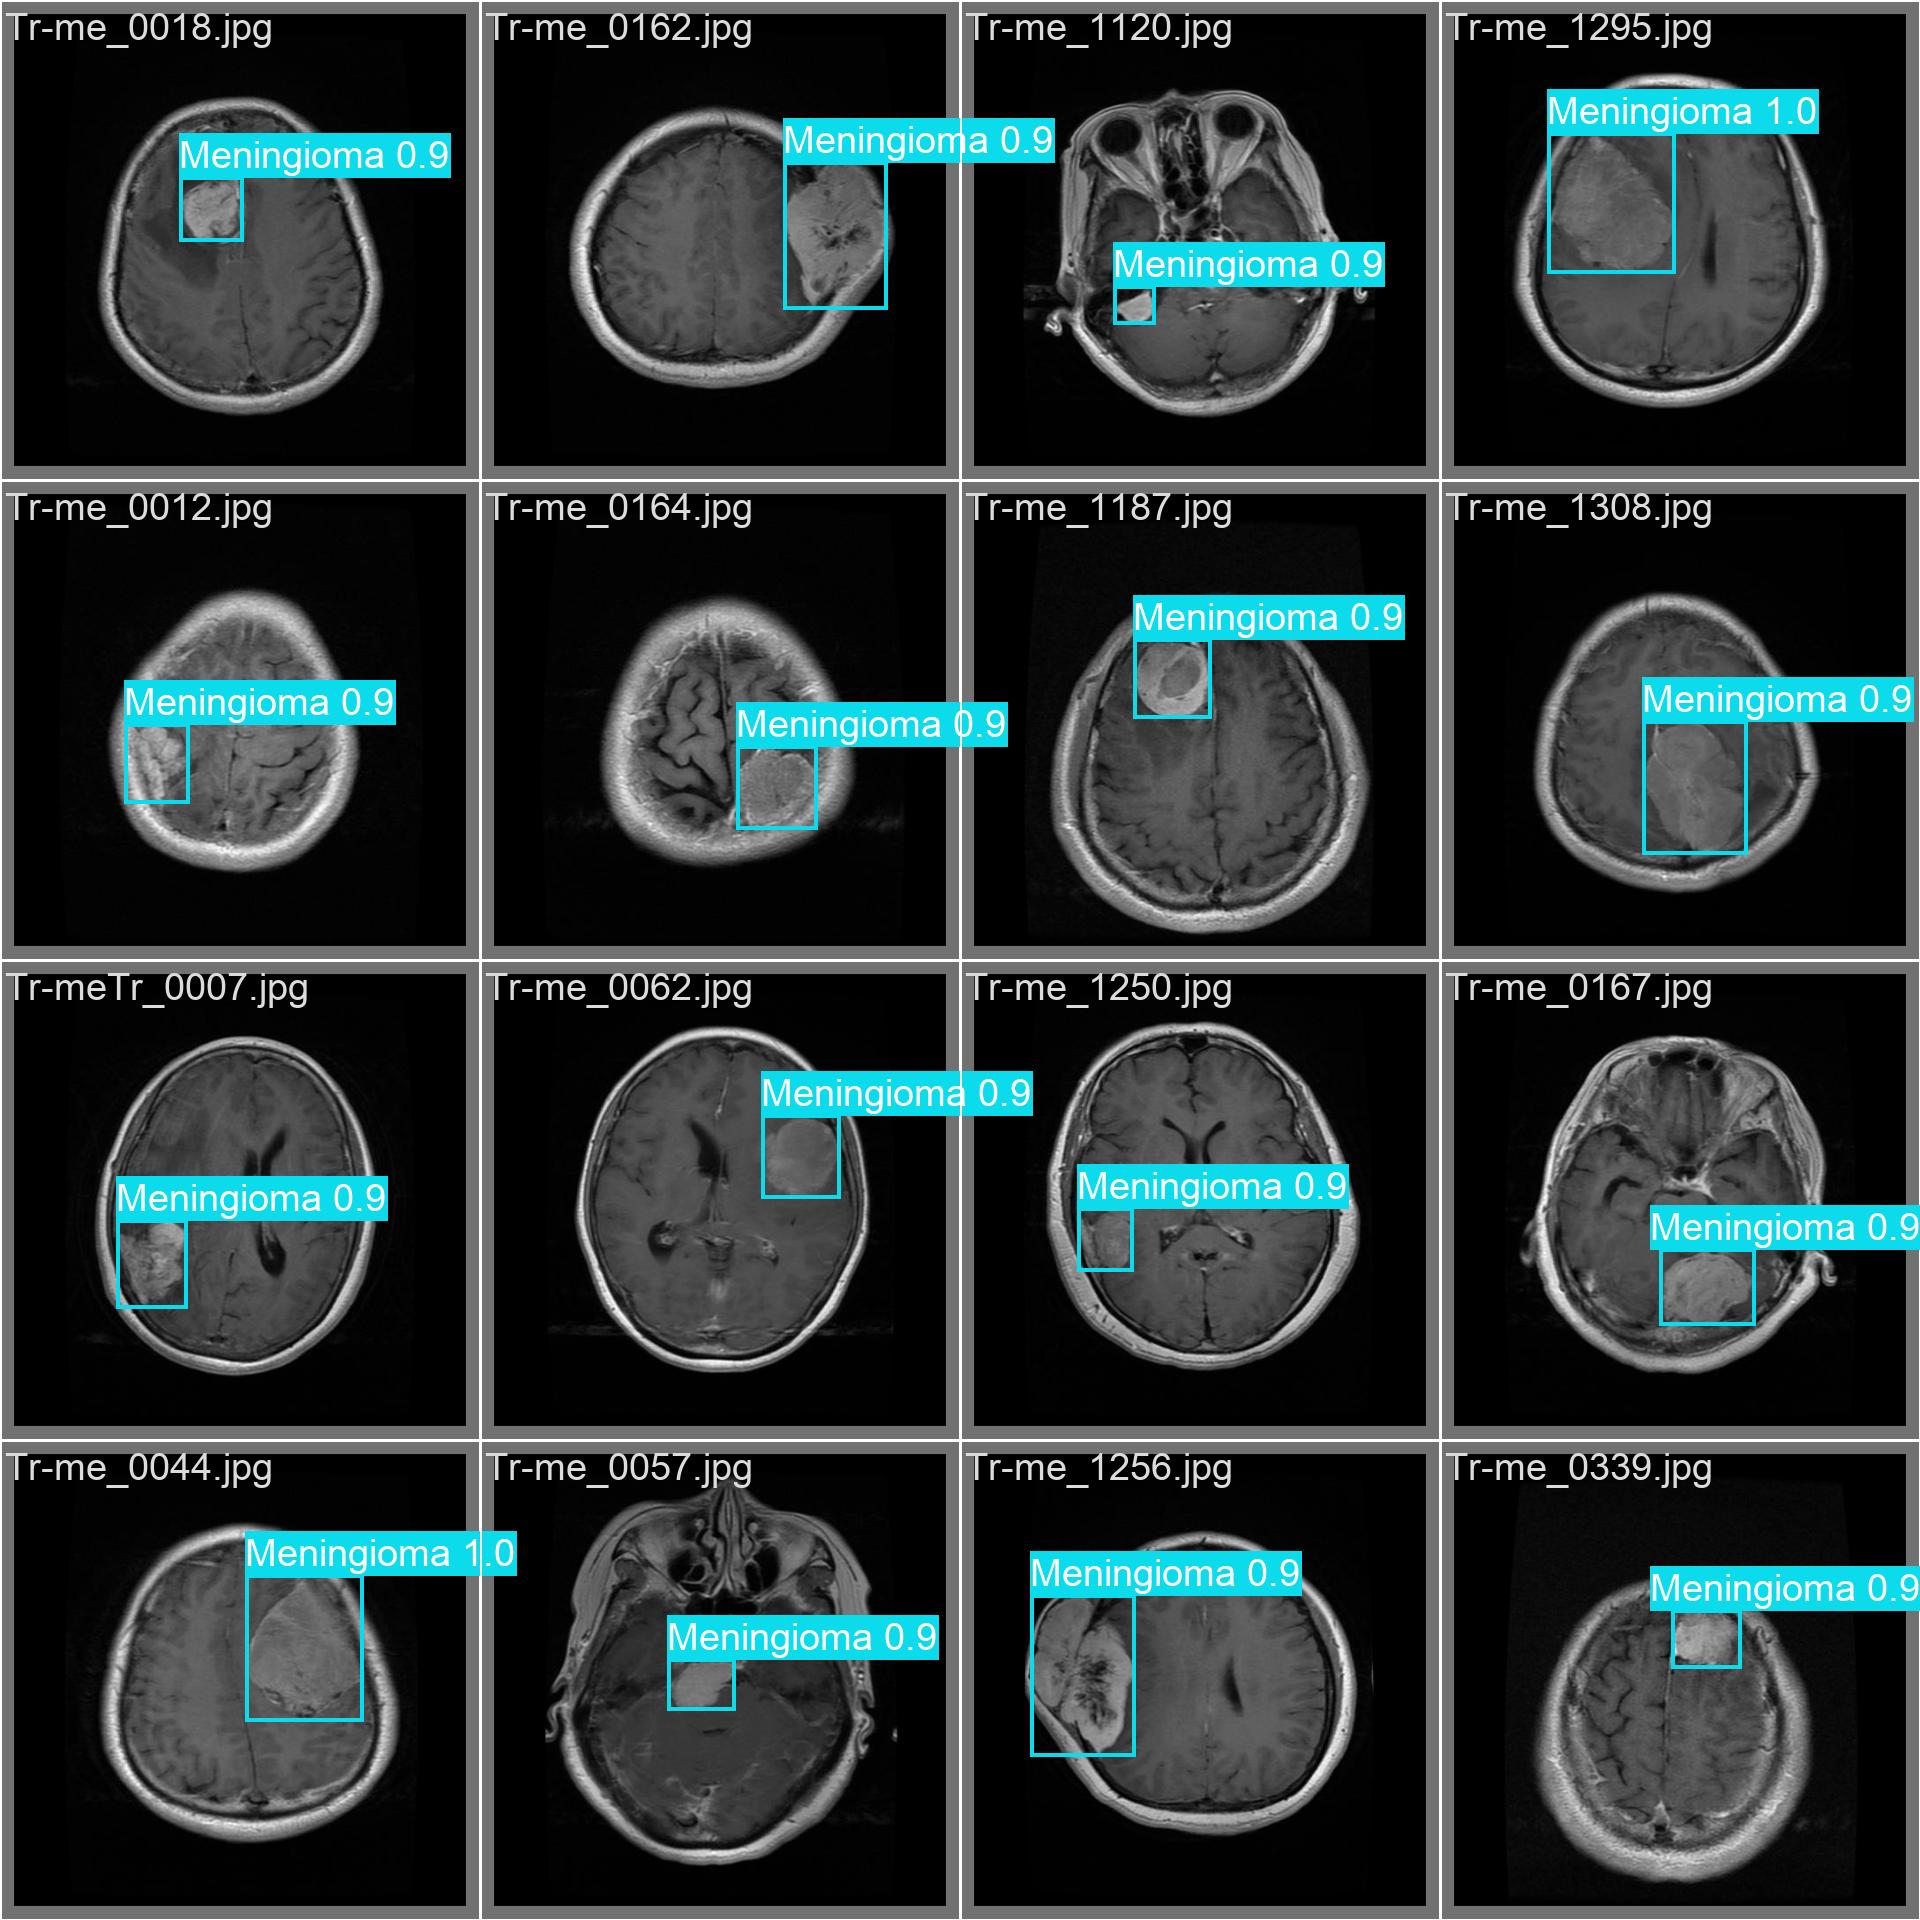 Tr-me_0018.jpg
Meningioma 0.9
Tr-me_0162.jpg
Meningioma 0.9
Tr-me_1120.jpg
Meningioma 0.9
Tr-me_1295.jpg
Meningioma 1.0
Tr-me_0012.jpg
Meningioma 0.9
Tr-me_0164.jpg
Meningioma 0.9
Tr-me_1187.jpg
Meningioma 0.9
Tr-me_1308.jpg
Meningioma 0.9
Tr-meTr_0007.jpg
Meningioma 0.9
Tr-me_0062.jpg
Meningioma 0.9
Tr-me_1250.jpg
Meningioma 0.9
Tr-me_0167.jpg
Meningioma 0.9
Tr-me_0044.jpg
Meningioma 1.0
Tr-me_0057.jpg
Meningioma 0.9
Tr-me_1256.jpg
Meningioma 0.9
Tr-me_0339.jpg
Meningioma 0.9